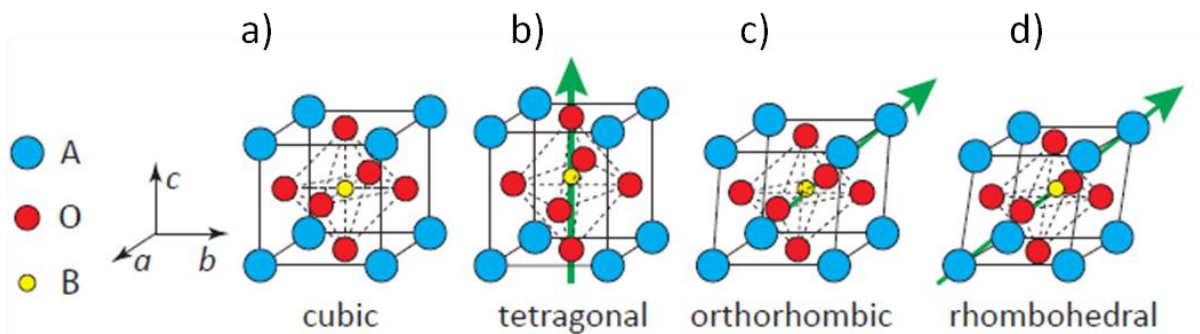 a) b) c) d)
A
O
B
c
a b
cubic tetragonal orthorhombic rhombohedral